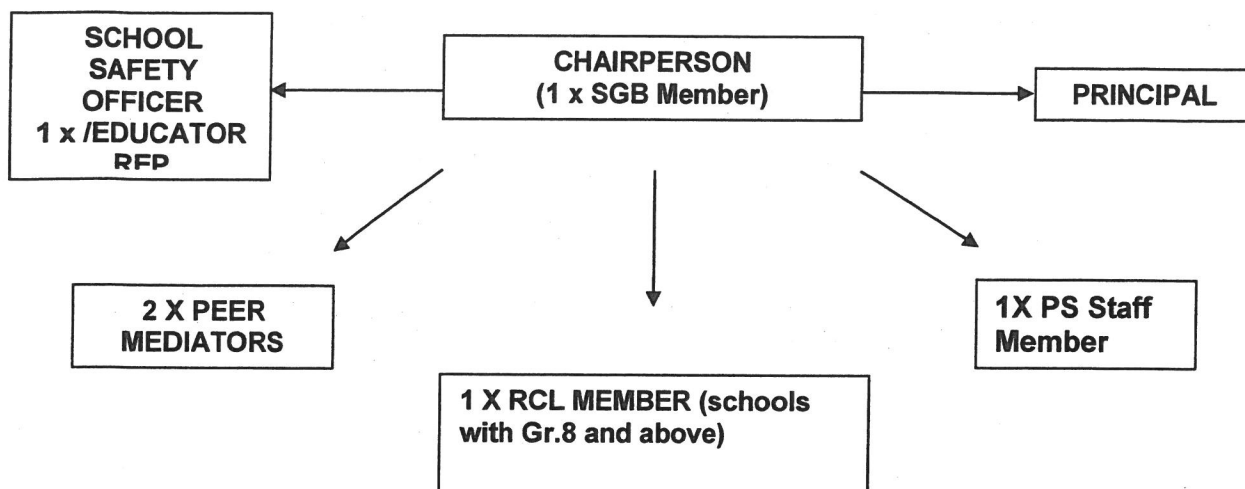 SCHOOL
SAFETY
OFFICER
1 x /EDUCATOR
REP
CHAIRPERSON
(1 x SGB Member)
PRINCIPAL
2 X PEER
MEDIATORS
1 X RCL MEMBER (schools
with Gr.8 and above)
1X PS Staff
Member